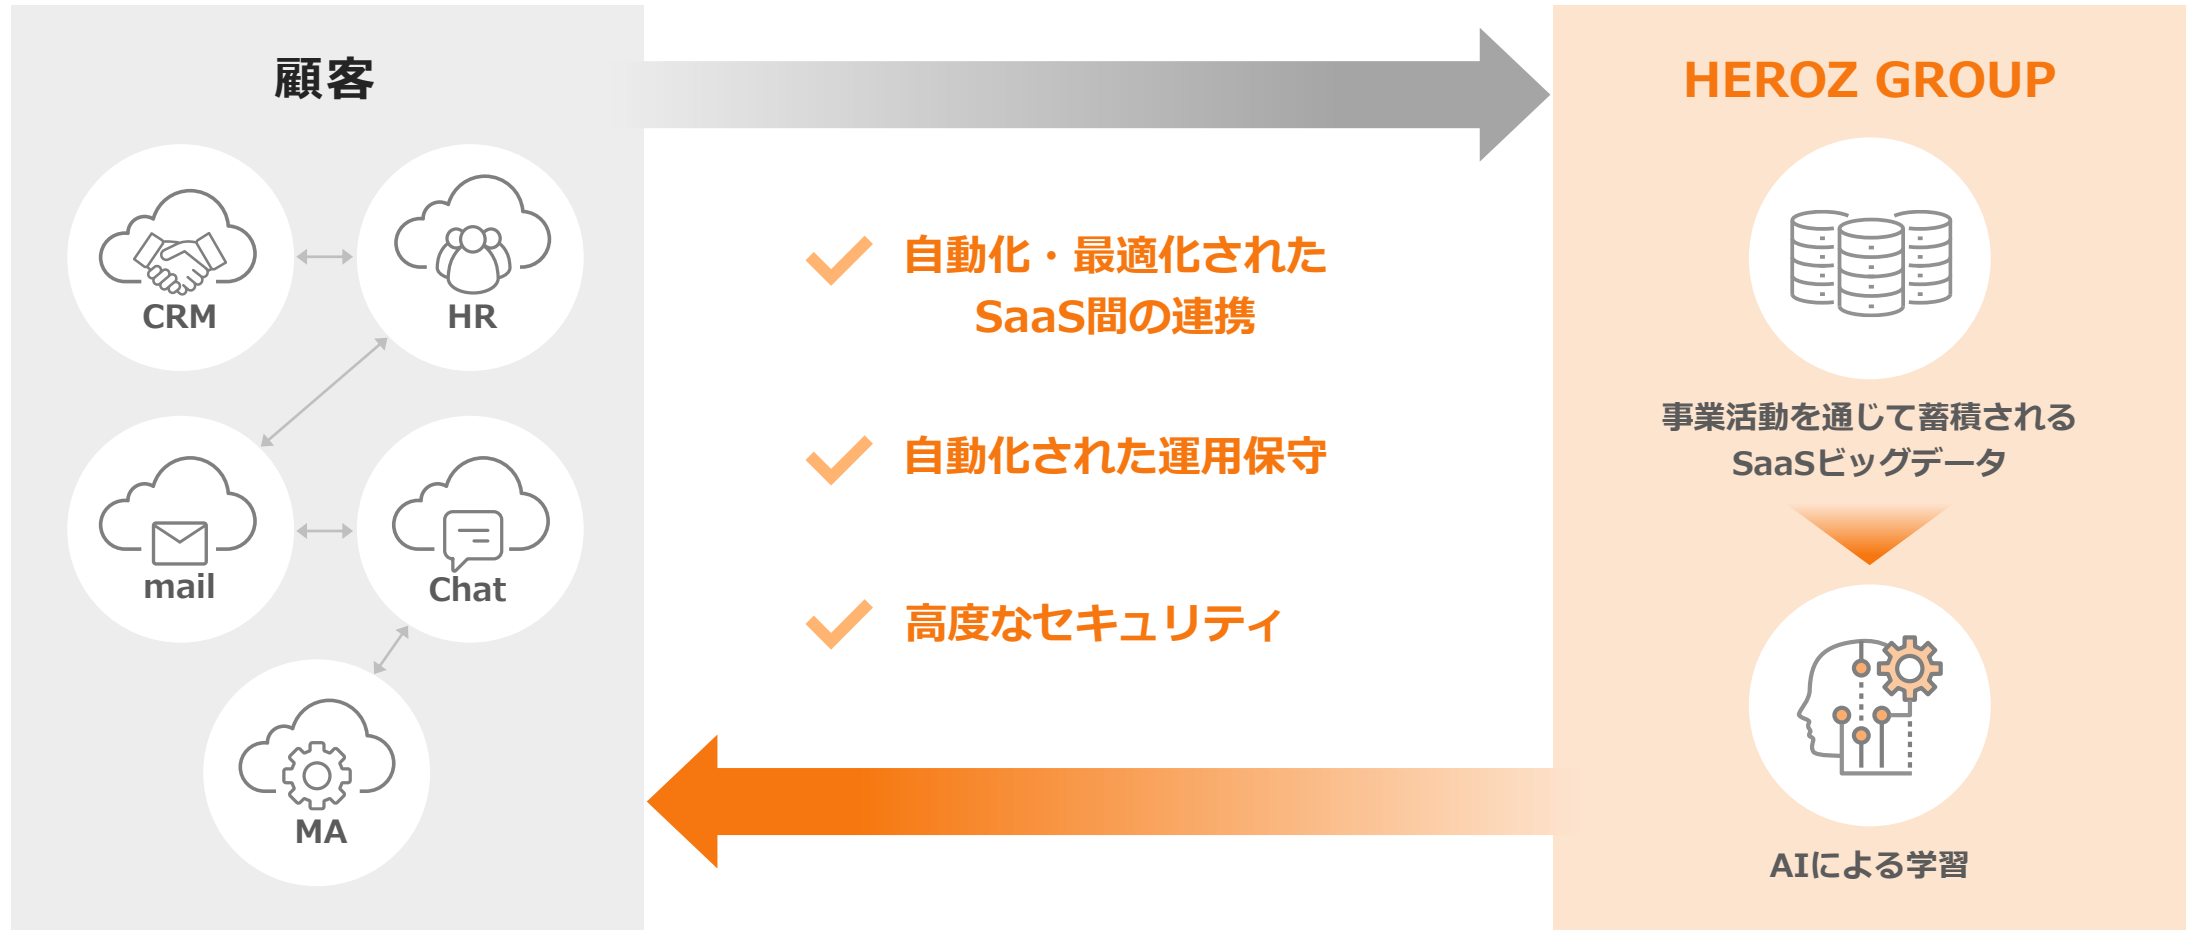 顧客
CRM
HR
mail
Chat
MA
自動化・最適化された
SaaS間の連携
自動化された運用保守
高度なセキュリティ
HEROZ GROUP
事業活動を通じて蓄積される
SaaSビッグデータ
AIによる学習